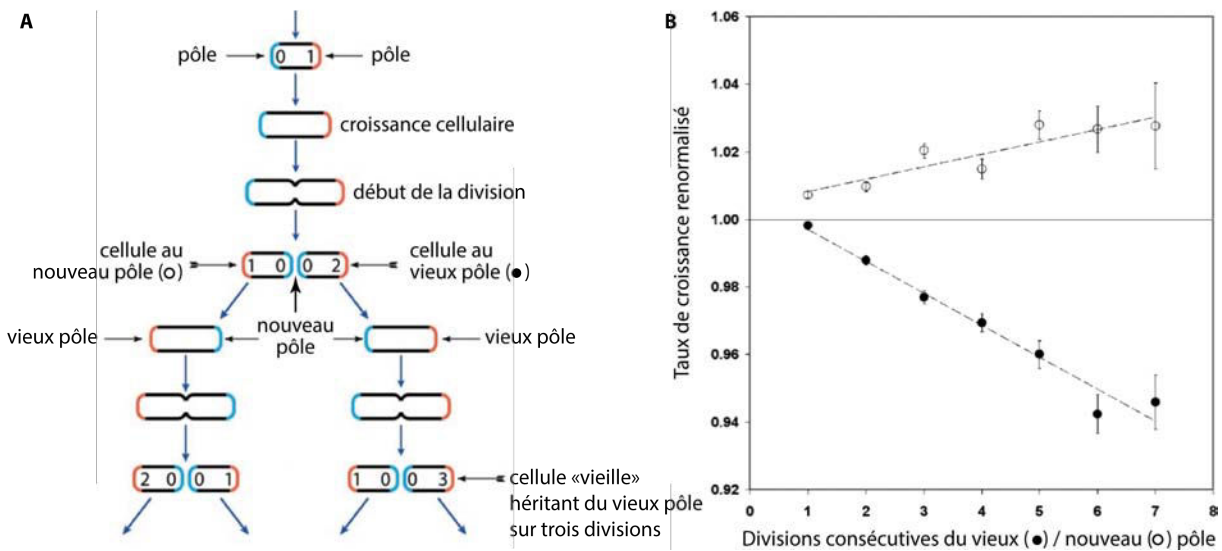 A
pôle
0 1
pôle
croissance cellulaire
début de la division
cellule au
nouveau pôle (o)
1 0 0 2
cellule au
vieux pôle (●)
vieux pôle
nouveau
pôle
vieux pôle
2 0 0 1
1 0 0 3
cellule «vieille»
héritant du vieux pôle
sur trois divisions
B
Taux de croissance renormalisé
1.06
1.04
1.02
1.00
0.98
0.96
0.94
0.92
0 1 2 3 4 5 6 7 8
Divisions consécutives du vieux (●) / nouveau (o) pôle